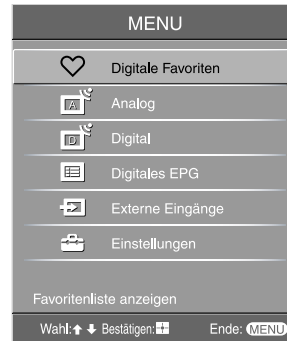 MENU
Digitale Favoriten
A Analog
D Digital
Digitales EPG
Externe Eingänge
Einstellungen
Favoritenliste anzeigen
Wahl: Bestätigen: Ende: MENU